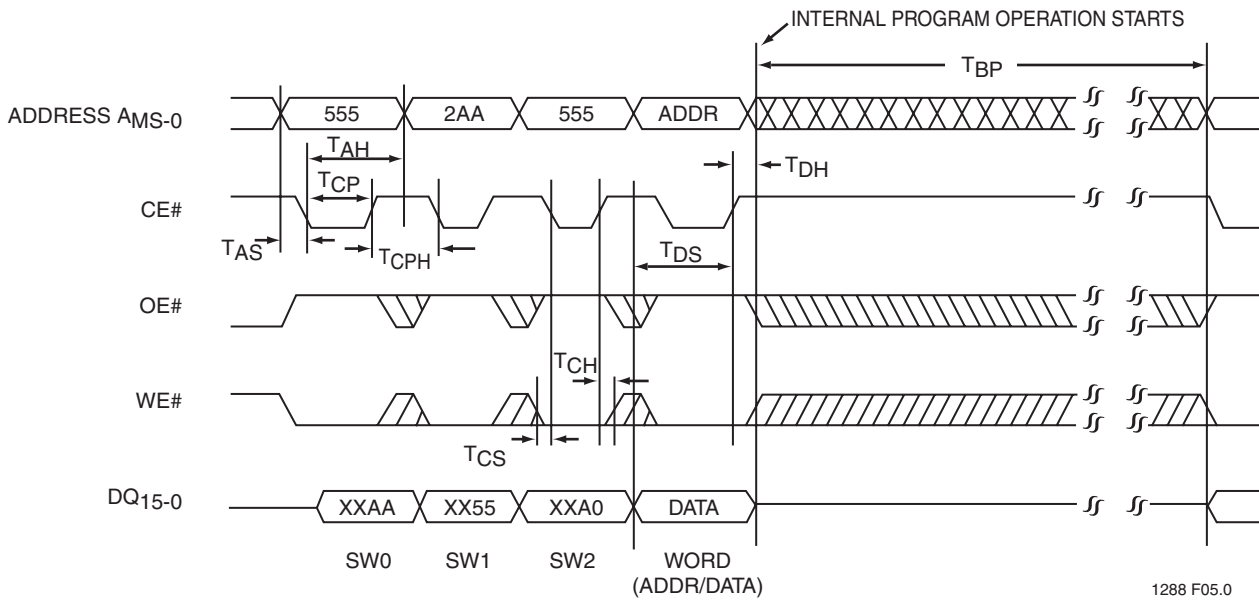 INTERNAL PROGRAM OPERATION STARTS
TBP
ADDRESS AMS-0
555
2AA
555
ADDR
TAH
TDH
TCP
CE#
TAS
TCPH
TDS
OE#
TCH
WE#
TCS
DQ15-0
XXAA
XX55
XXA0
DATA
SW0
SW1
SW2
WORD
(ADDR/DATA)
1288 F05.0